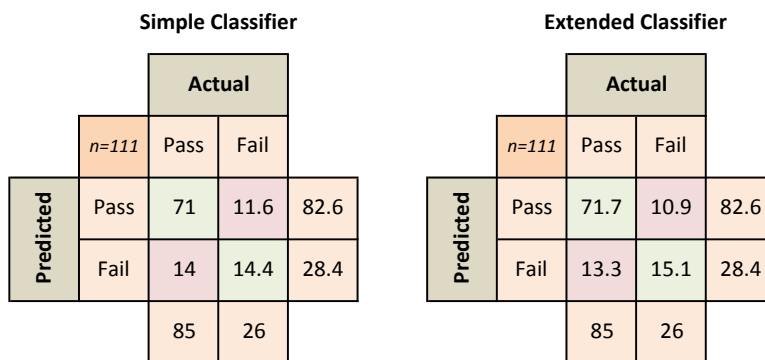 Simple Classifier
Actual
n=111 Pass Fail
Predicted
Pass 71 11.6 82.6
Fail 14 14.4 28.4
85 26
Extended Classifier
Actual
n=111 Pass Fail
Predicted
Pass 71.7 10.9 82.6
Fail 13.3 15.1 28.4
85 26